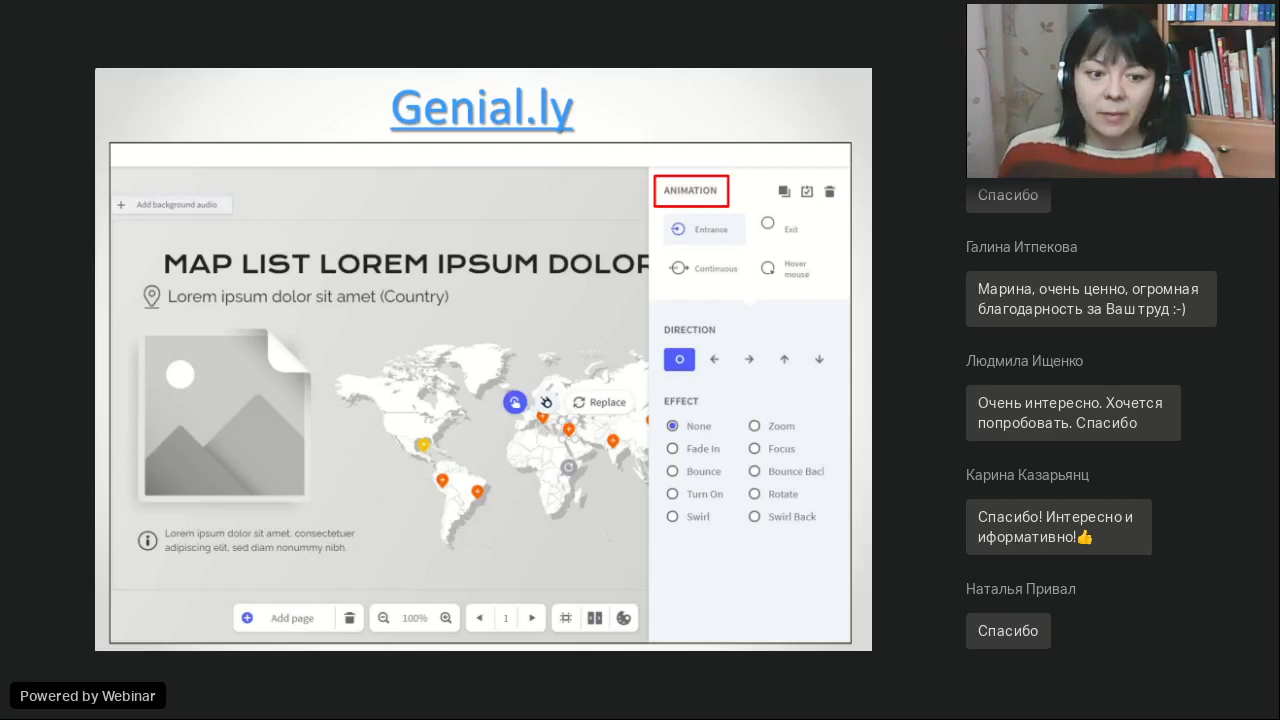 Genial.ly
Add background audio
MAP LIST LOREM IPSUM DOLOR
Lorem ipsum dolor sit amet (Country)
Replace
Lorem ipsum dolor sit amet, consectetuer
adipiscing elit, sed diam nonummy nibh.
Add page
100%
1
ANIMATION
Entrance
Exit
Continuous
Hover
mouse
DIRECTION
EFFECT
None
Zoom
Fade In
Focus
Bounce
Bounce Bacl
Turn On
Rotate
Swirl
Swirl Back
Спасибо
Галина Итпекова
Марина, очень ценно, огромная
благодарность за Ваш труд :-)
Людмила Ищенко
Очень интересно. Хочется
попробовать. Спасибо
Карина Казарьянц
Спасибо! Интересно и
иформативно!👍
Наталья Привал
Спасибо
Powered by Webinar